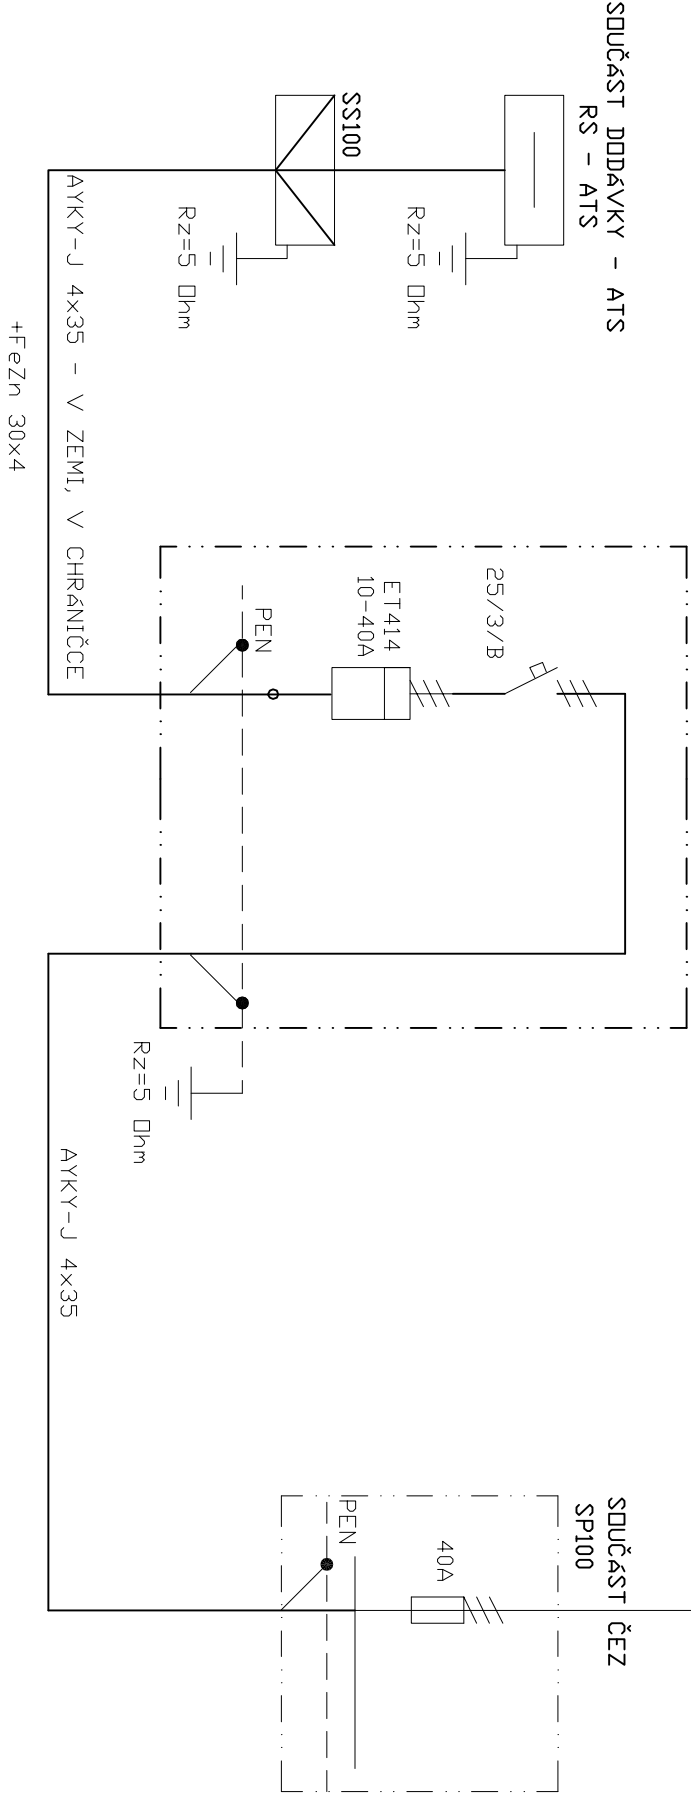 SOUČÁST DODÁVKY - ATS
RS - ATS
Rz=5 Ohm
SS100
Rz=5 Ohm
AYKY-J 4x35 - V ZEMI, V CHRÁNIČCE
+FeZn 30x4
25/3/B
ET414
10-40A
PEN
Rz=5 Ohm
AYKY-J 4x35
SOUČÁST ČEZ
SP100
40A
PEN